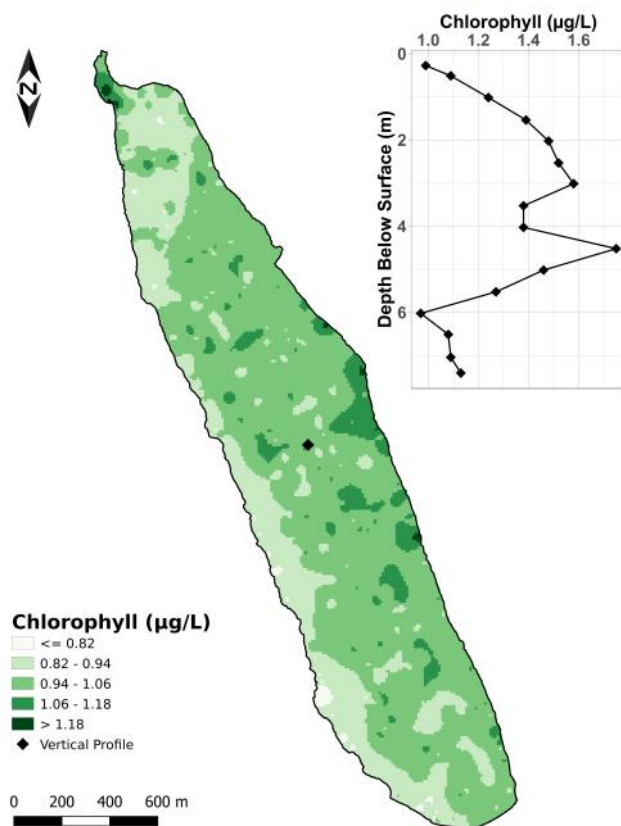 Chlorophyll (µg/L)
1.0 1.2 1.4 1.6
0
2
4
6
Depth Below Surface (m)
N
Chlorophyll (µg/L)
<= 0.82
0.82 - 0.94
0.94 - 1.06
1.06 - 1.18
> 1.18
Vertical Profile
0 200 400 600 m